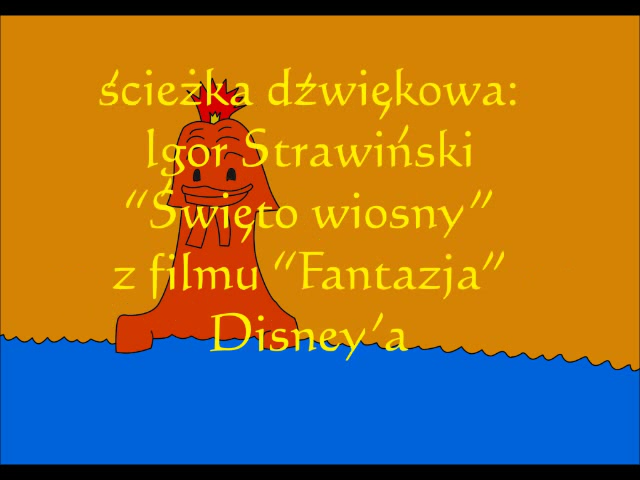 ścieżka dźwiękowa:
Igor Strawiński
“Święto wiosny”
z filmu “Fantazja”
Disney’a